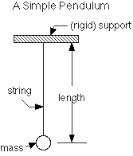 A Simple Pendulum
(rigid) support
string
length
mass